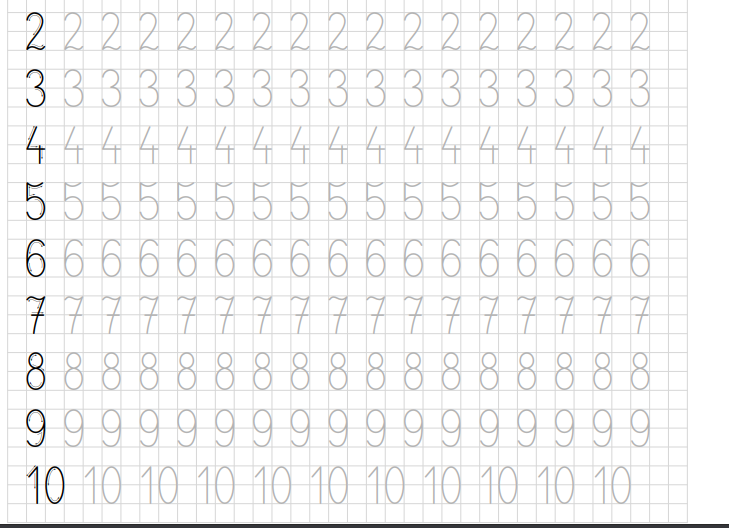 2 2 2 2 2 2 2 2 2 2 2 2 2 2 2 2 2
3 3 3 3 3 3 3 3 3 3 3 3 3 3 3 3 3
4 4 4 4 4 4 4 4 4 4 4 4 4 4 4 4 4
5 5 5 5 5 5 5 5 5 5 5 5 5 5 5 5 5
6 6 6 6 6 6 6 6 6 6 6 6 6 6 6 6 6
7 7 7 7 7 7 7 7 7 7 7 7 7 7 7 7 7
8 8 8 8 8 8 8 8 8 8 8 8 8 8 8 8 8
9 9 9 9 9 9 9 9 9 9 9 9 9 9 9 9 9
10 10 10 10 10 10 10 10 10 10 10